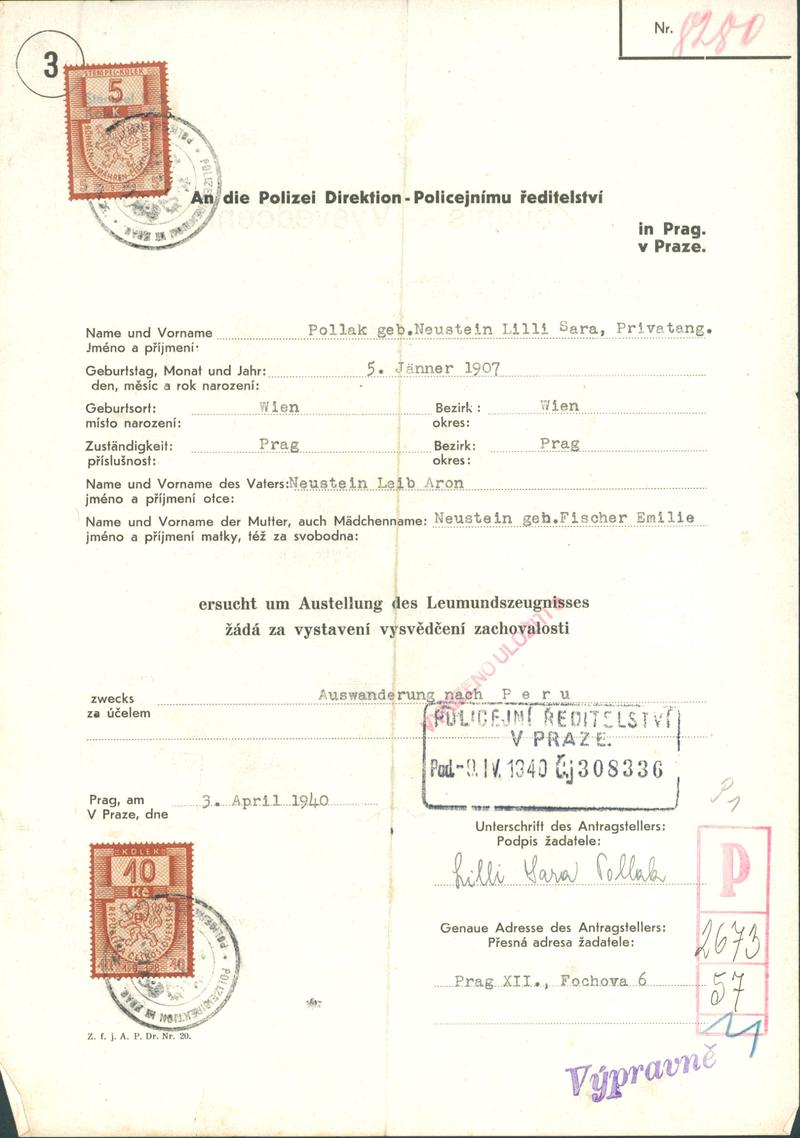 Nr. 8280
3
STEMPEL-KOLEK
5
K
An die Polizei Direktion - Policejnímu ředitelství
in Prag.
v Praze.
Name und Vorname Pollak geb.Neustein Lilli Sara, Privatang.
Jméno a příjmení:
Geburtstag, Monat und Jahr: 5. Jänner 1907
den, měsíc a rok narození:
Geburtsort: Wien Bezirk: Wien
místo narození: okres:
Zuständigkeit: Prag Bezirk: Prag
příslušnost: okres:
Name und Vorname des Vaters: Neustein Leib Aron
jméno a příjmení otce:
Name und Vorname der Mutter, auch Mädchenname: Neustein geb.Fischer Emilie
jméno a příjmení matky, též za svobodna:
ersucht um Austellung des Leumundszeugnisses
žádá za vystavení vysvědčení zachovalosti
zwecks Auswanderung nach P e r u
za účelem
POLICEJNÍ ŘEDITELSTVÍ
V PRAZE.
Pod.-9.IV.1940 Čj308336
Prag, am 3. April 1940
V Praze, dne
Unterschrift des Antragstellers:
Podpis žadatele:
Lilli Sara Pollak
KOLEK
10
Kč
P
2673
57
Genaue Adresse des Antragstellers:
Přesná adresa žadatele:
Prag XII., Fochova 6
Z. f. j. A. P. Dr. Nr. 20.
Výpravně